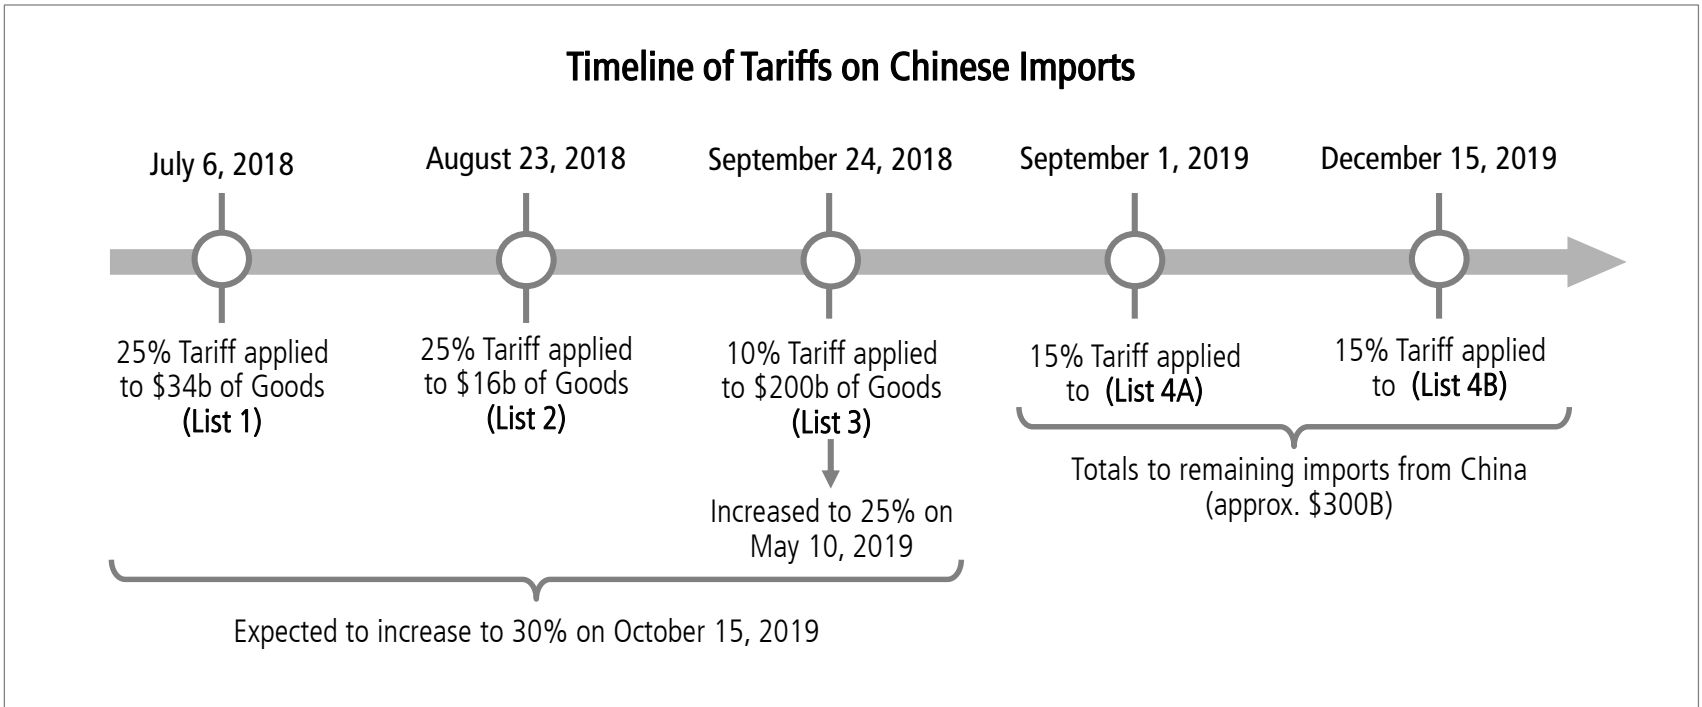 Timeline of Tariffs on Chinese Imports
July 6, 2018
25% Tariff applied
to $34b of Goods
(List 1)
August 23, 2018
25% Tariff applied
to $16b of Goods
(List 2)
September 24, 2018
10% Tariff applied
to $200b of Goods
(List 3)
Increased to 25% on
May 10, 2019
Expected to increase to 30% on October 15, 2019
September 1, 2019
15% Tariff applied
to (List 4A)
December 15, 2019
15% Tariff applied
to (List 4B)
Totals to remaining imports from China
(approx. $300B)